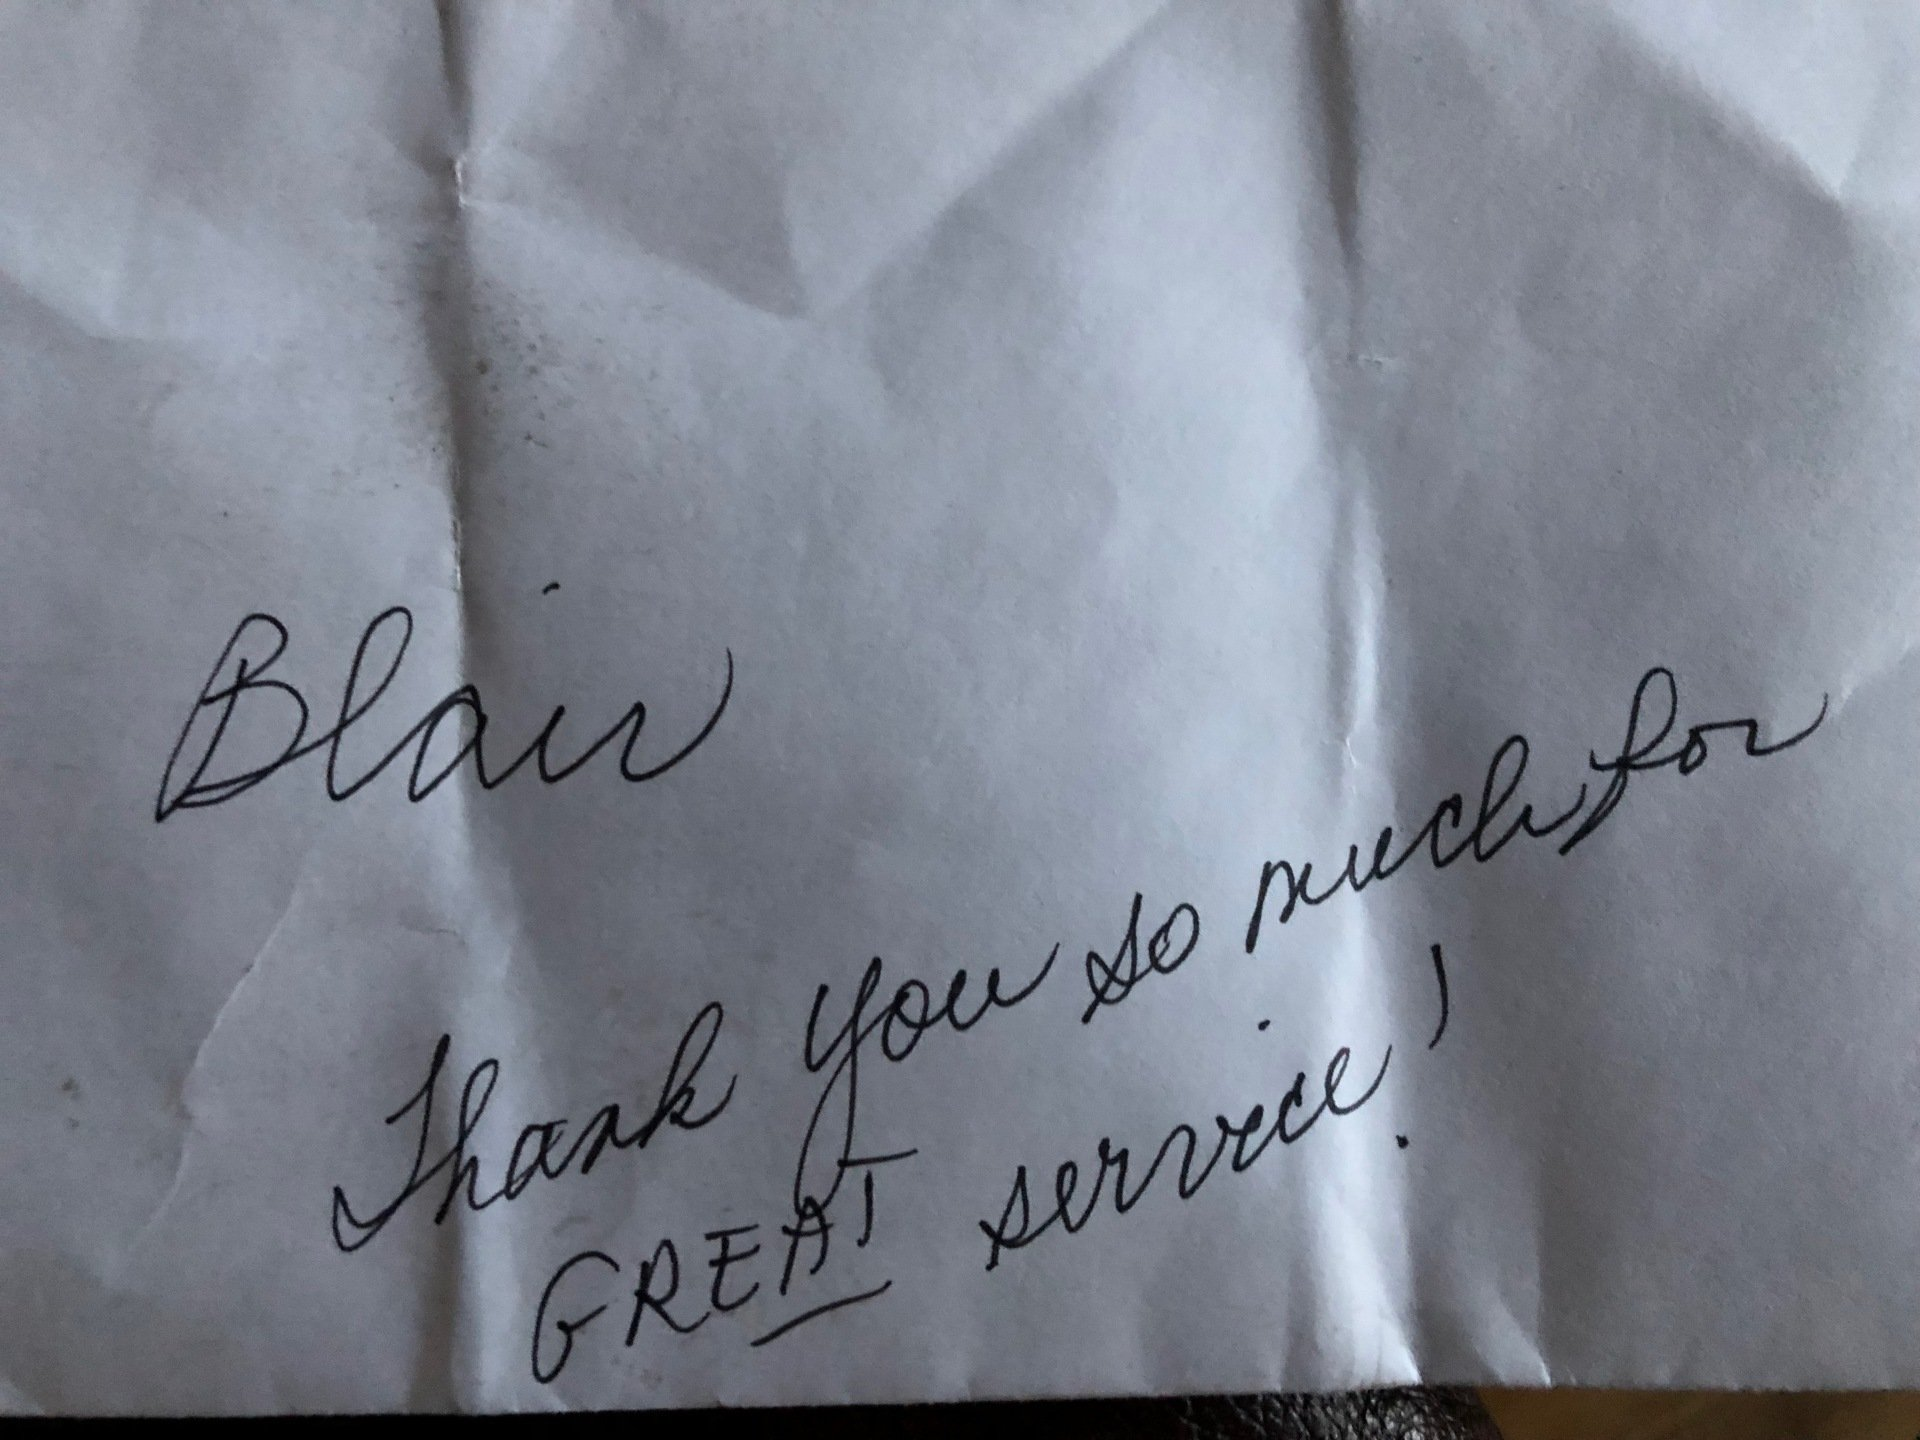 Blair
Thank you so much for
GREAT service!